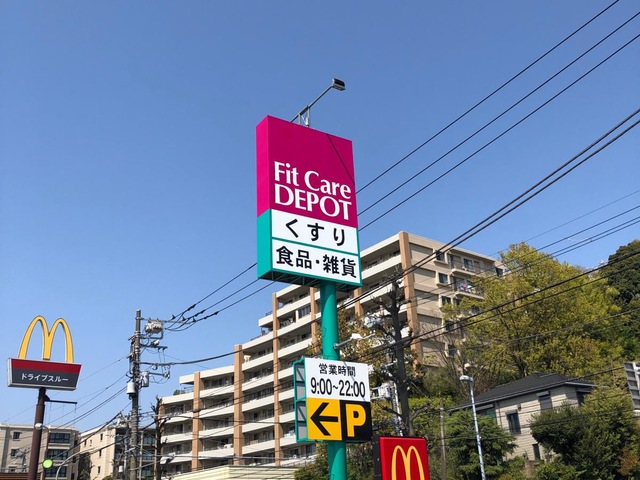 Fit Care
DEPOT
くすり
食品・雑貨
ドライブスルー
営業時間
9:00~22:00
P